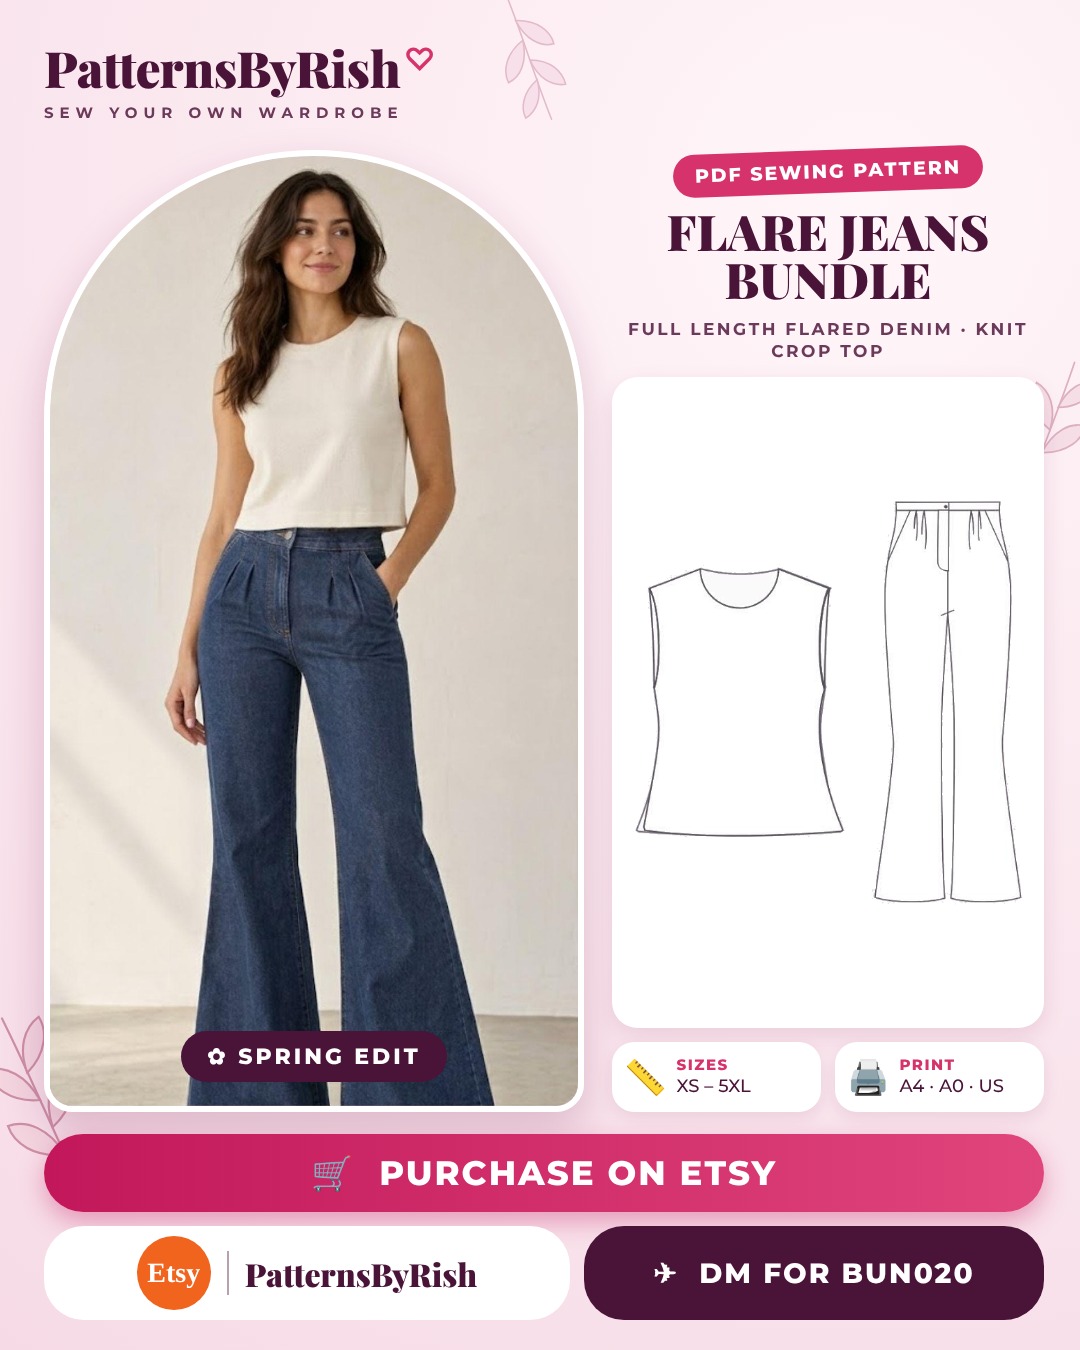 PatternsByRish
SEW YOUR OWN WARDROBE
PDF SEWING PATTERN
FLARE JEANS
BUNDLE
FULL LENGTH FLARED DENIM · KNIT
CROP TOP
✿ SPRING EDIT
SIZES
XS – 5XL
PRINT
A4 · A0 · US
PURCHASE ON ETSY
Etsy
PatternsByRish
DM FOR BUN020